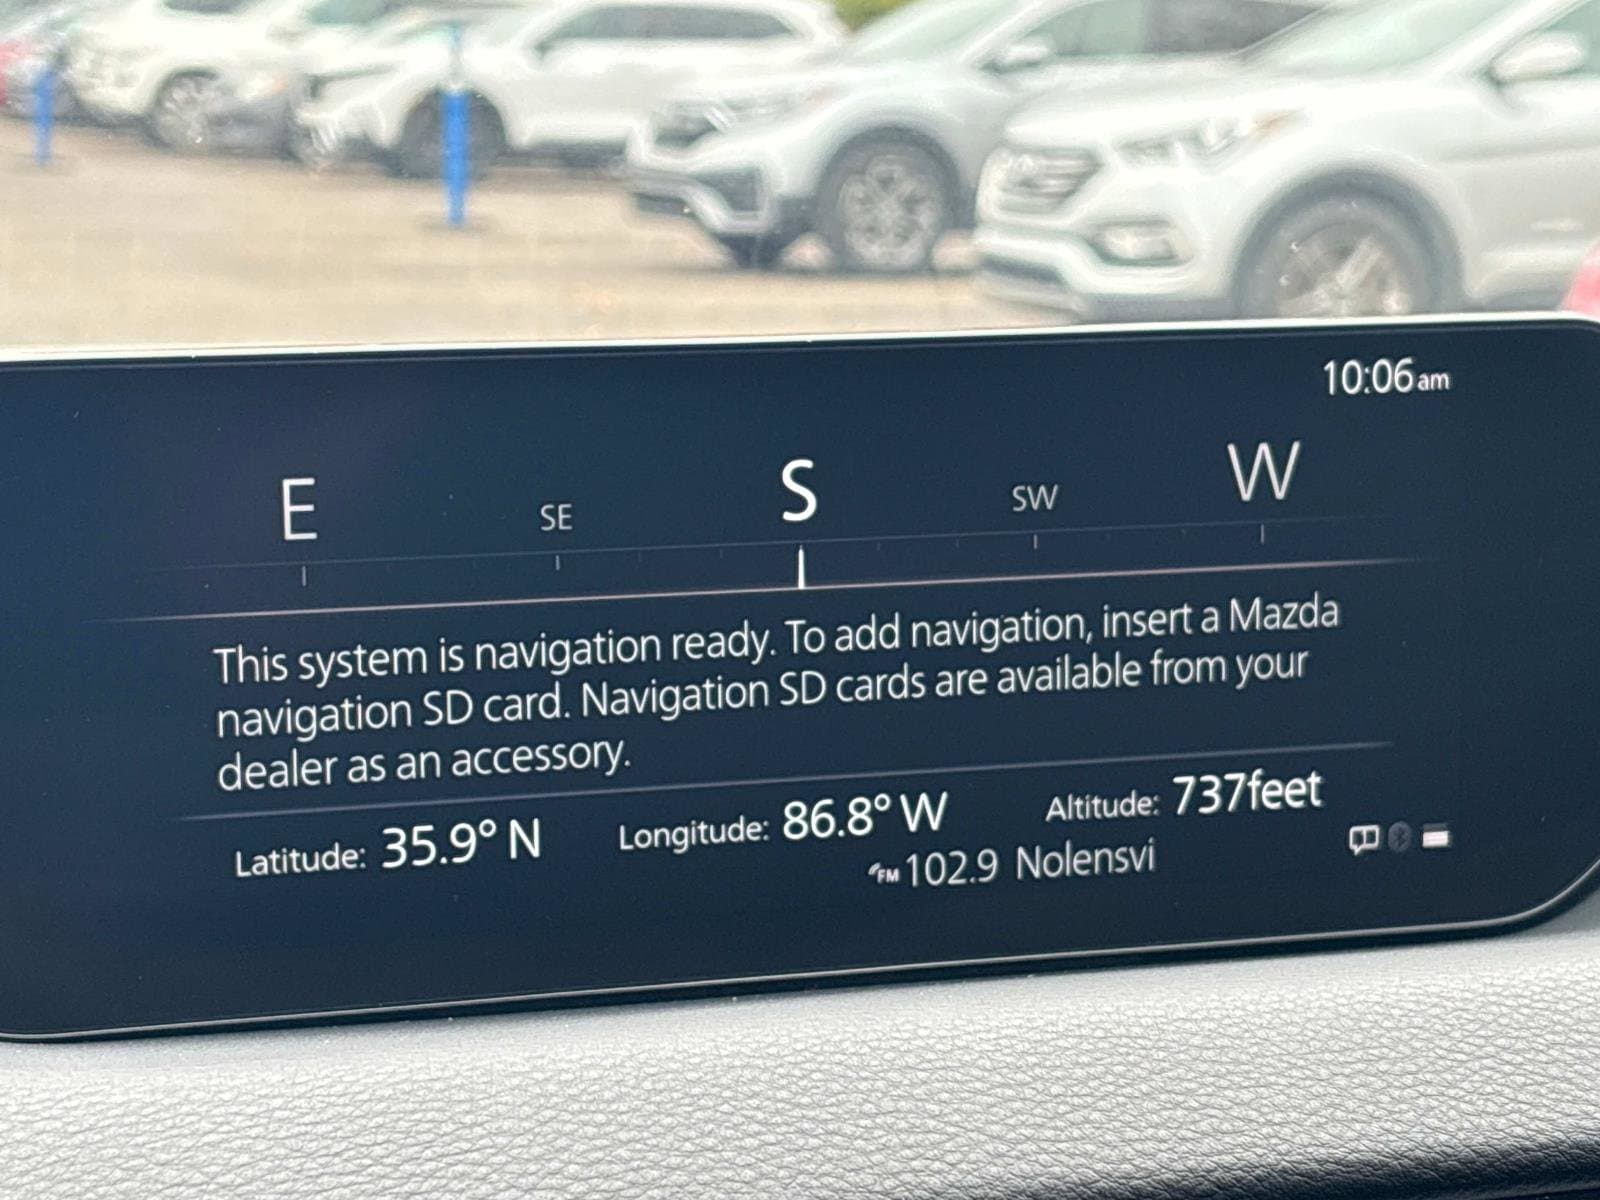 10:06am
E SE S SW W
This system is navigation ready. To add navigation, insert a Mazda
navigation SD card. Navigation SD cards are available from your
dealer as an accessory.
Latitude: 35.9° N Longitude: 86.8° W Altitude: 737feet
FM 102.9 Nolensvi